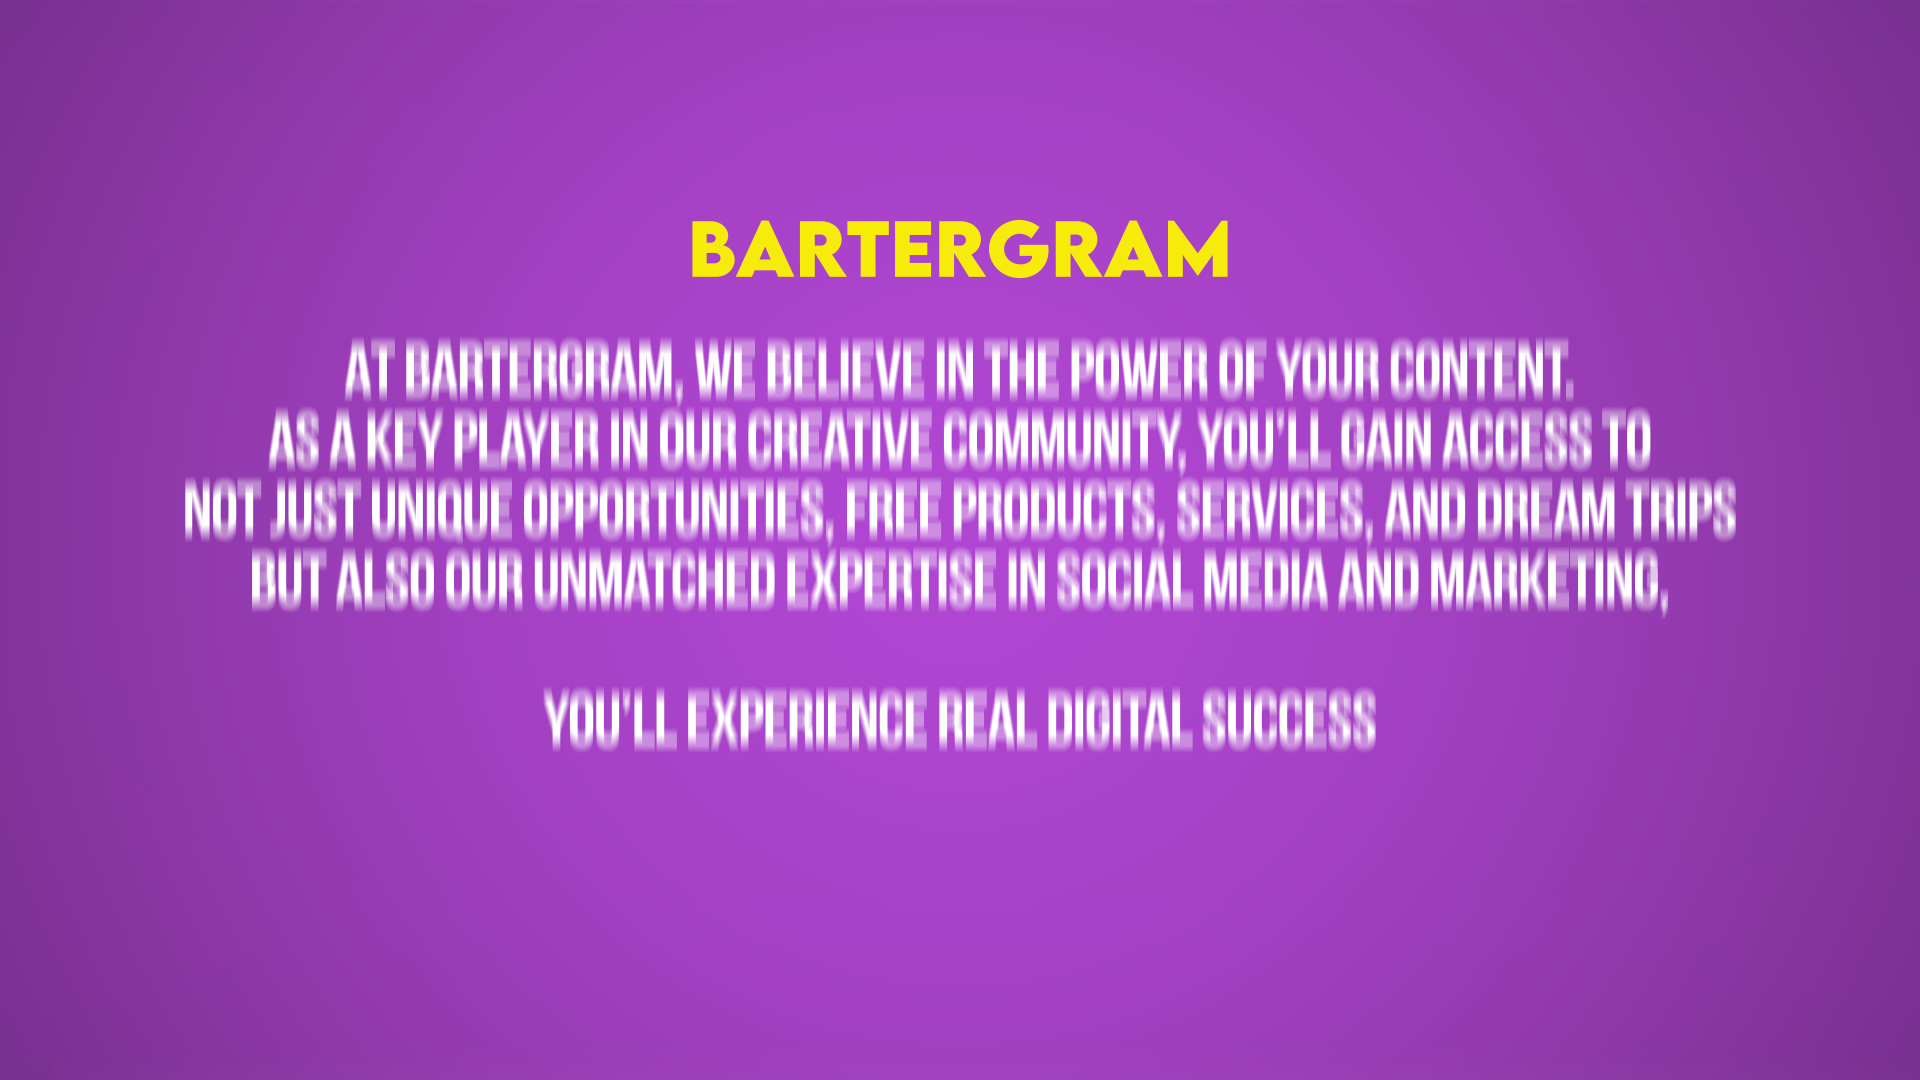 BARTERGRAM
AT BARTERGRAM, WE BELIEVE IN THE POWER OF YOUR CONTENT.
AS A KEY PLAYER IN OUR CREATIVE COMMUNITY, YOU'LL GAIN ACCESS TO
NOT JUST UNIQUE OPPORTUNITIES, FREE PRODUCTS, SERVICES, AND DREAM TRIPS
BUT ALSO OUR UNMATCHED EXPERTISE IN SOCIAL MEDIA AND MARKETING,
YOU'LL EXPERIENCE REAL DIGITAL SUCCESS